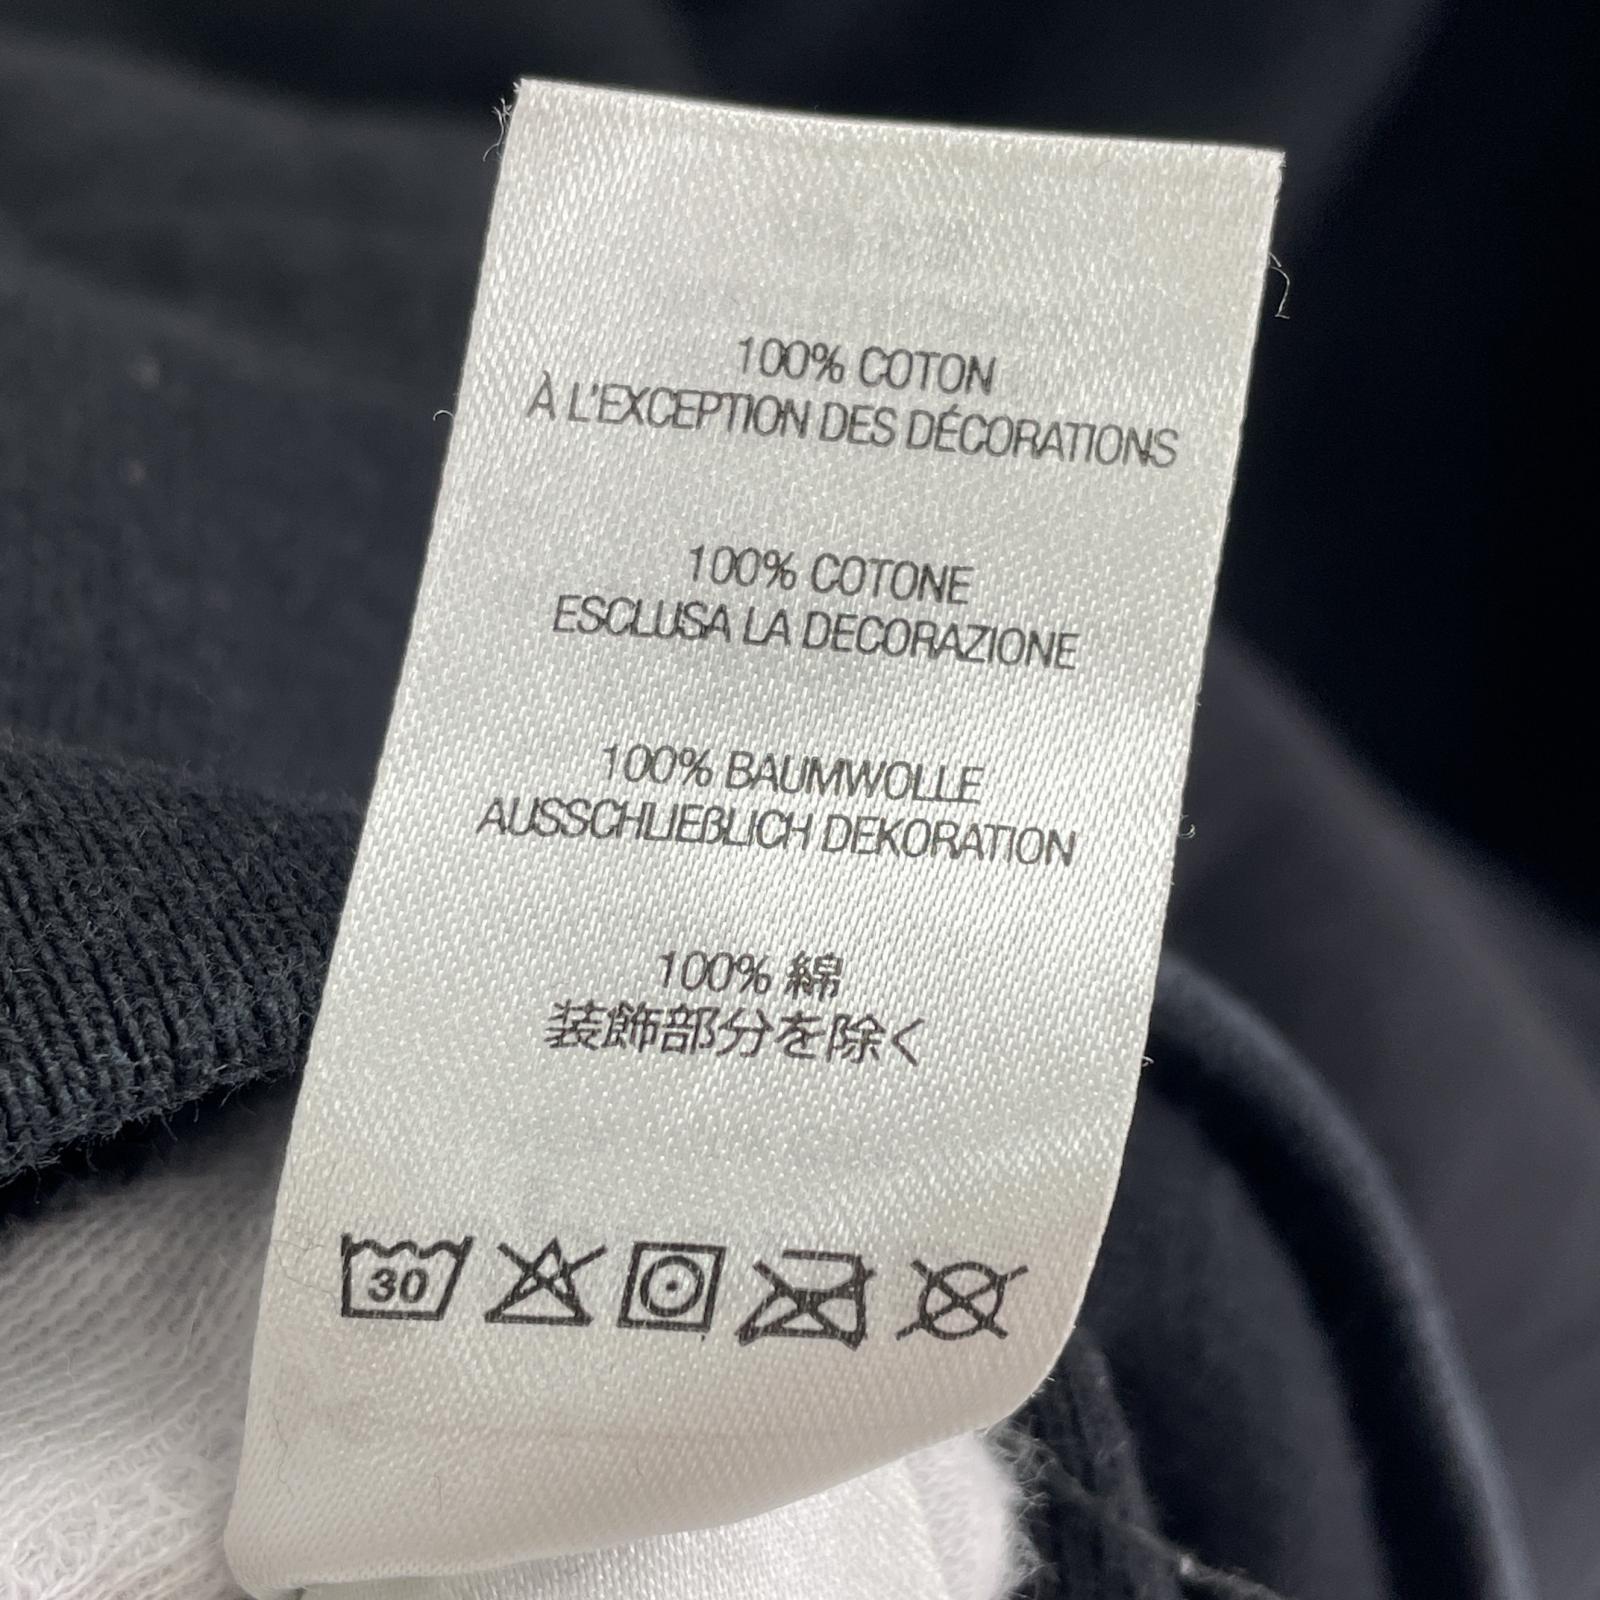 100% COTON
À L'EXCEPTION DES DÉCORATIONS
100% COTONE
ESCLUSA LA DECORAZIONE
100% BAUMWOLLE
AUSSCHLIEßLICH DEKORATION
100% 綿
装飾部分を除く
30